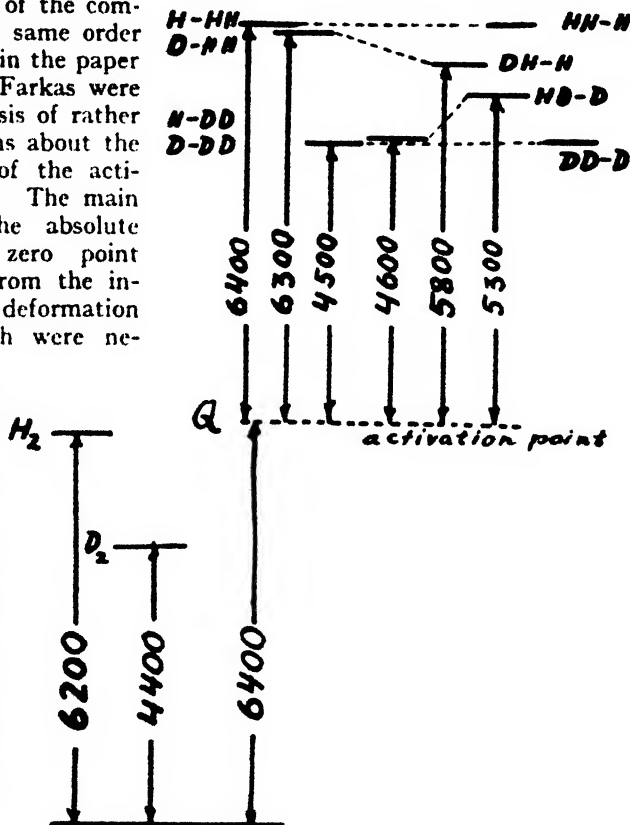 of the com-
same order
in the paper
Farkas were
sis of rather
ns about the
of the acti-
The main
he absolute
zero point
rom the in-
deformation
h were ne-
H-HH
HH-H
D-HH
DH-H
HD-D
H-DD
D-DD
DD-D
6400
6300
4500
4600
5800
5300
Q
activation point
H2
D2
6200
4400
6400